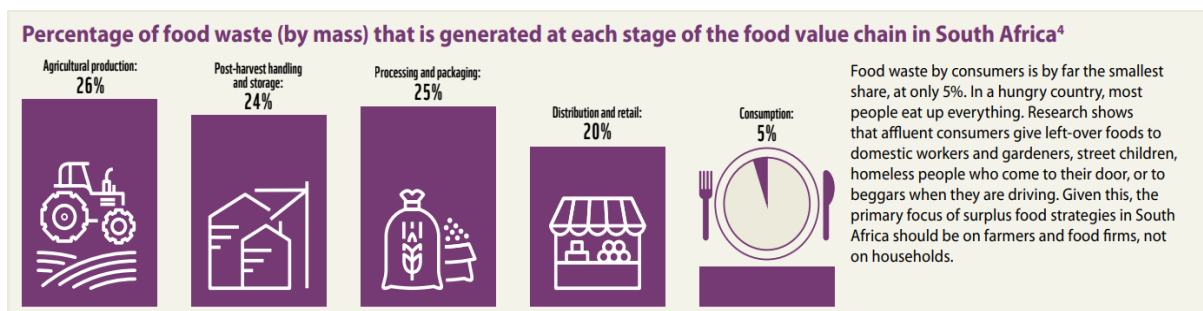 Percentage of food waste (by mass) that is generated at each stage of the food value chain in South Africa⁴
Agricultural production:
26%
Post-harvest handling
and storage:
24%
Processing and packaging:
25%
Distribution and retail:
20%
Consumption:
5%
Food waste by consumers is by far the smallest
share, at only 5%. In a hungry country, most
people eat up everything. Research shows
that affluent consumers give left-over foods to
domestic workers and gardeners, street children,
homeless people who come to their door, or to
beggars when they are driving. Given this, the
primary focus of surplus food strategies in South
Africa should be on farmers and food firms, not
on households.